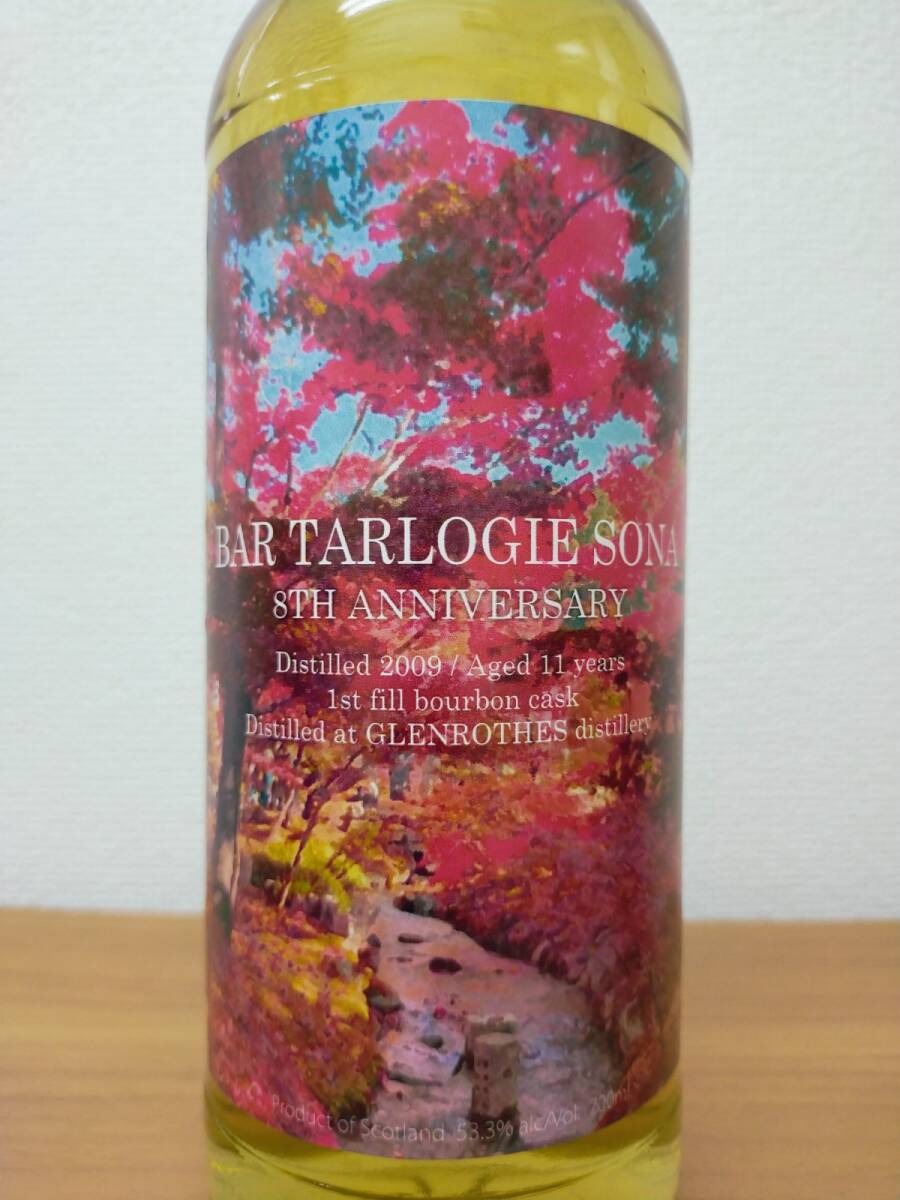 BAR TARLOGIE SONA
8TH ANNIVERSARY
Distilled 2009 / Aged 11 years
1st fill bourbon cask
Distilled at GLENROTHES distillery
Product of Scotland 53.3% alc/Vol 700ml